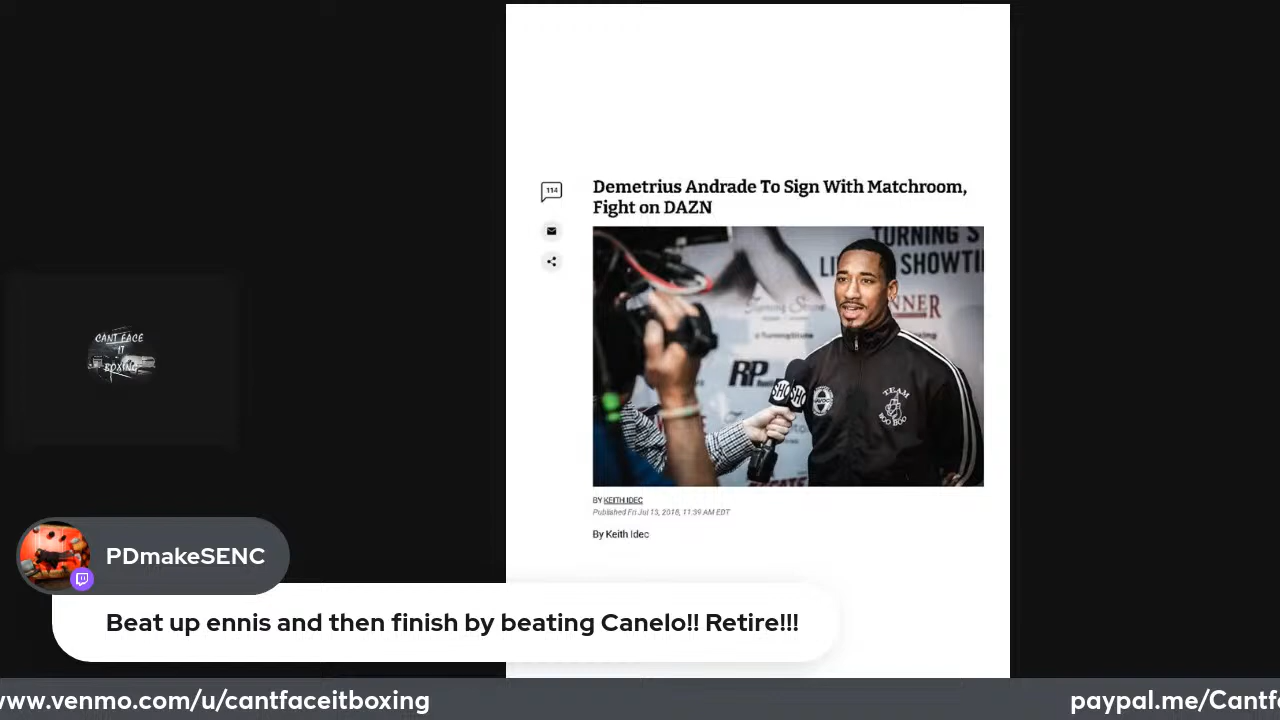 114
Demetrius Andrade To Sign With Matchroom,
Fight on DAZN
TURNING S
SHOWTI
NNER
RP
SHO
SHO
TEAM
BOO BOO
BY KEITH IDEC
Published Fri Jul 13, 2018, 11:39 AM EDT
By Keith Idec
CANT FACE
IT
BOXING
PDmakeSENC
Beat up ennis and then finish by beating Canelo!! Retire!!!
www.venmo.com/u/cantfaceitboxing
paypal.me/Cantf